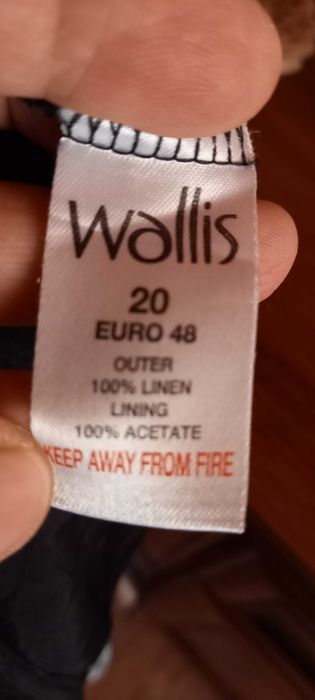 Wallis
20
EURO 48
OUTER
100% LINEN
LINING
100% ACETATE
KEEP AWAY FROM FIRE